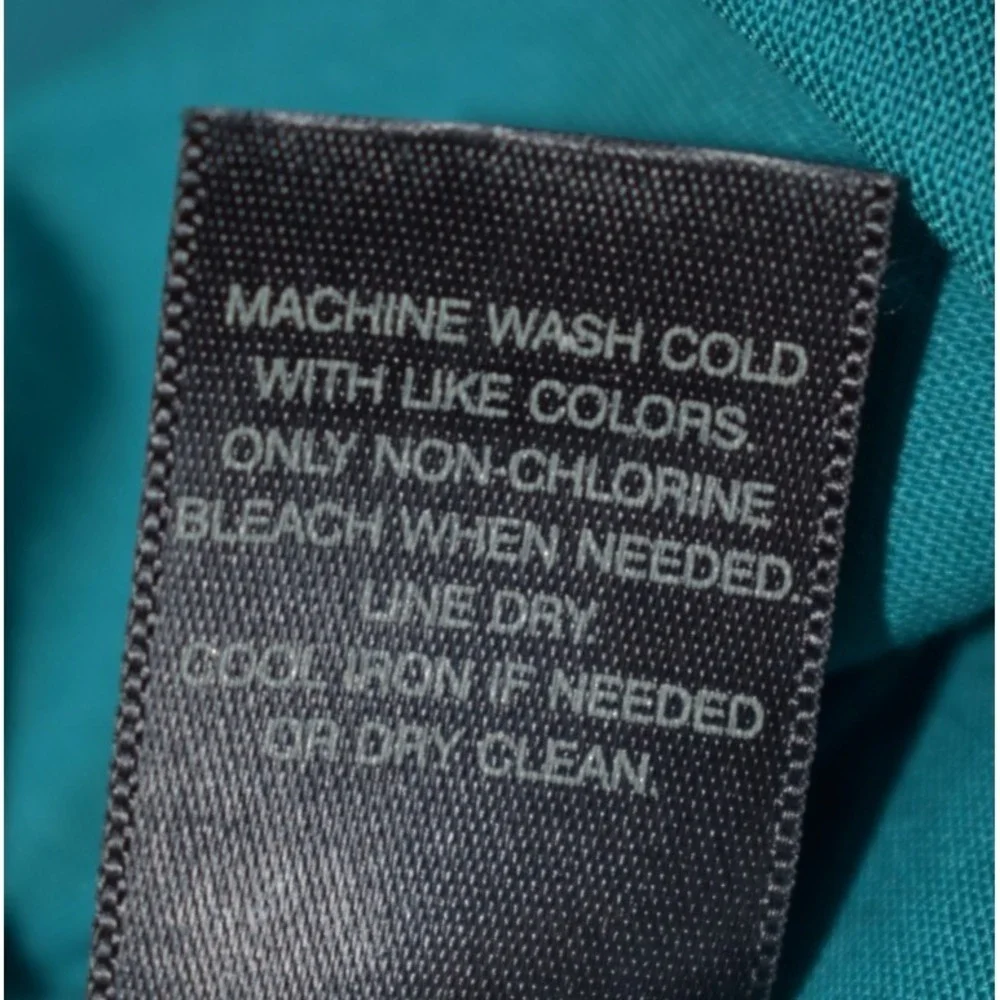 MACHINE WASH COLD
WITH LIKE COLORS.
ONLY NON-CHLORINE
BLEACH WHEN NEEDED.
LINE DRY.
COOL IRON IF NEEDED
OR DRY CLEAN.